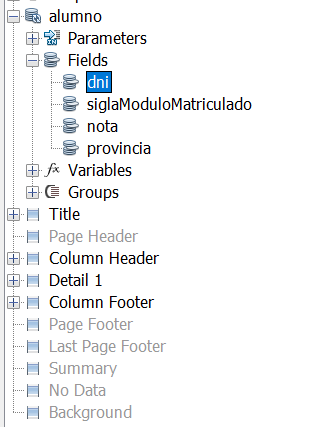 alumno
Parameters
Fields
dni
siglaModuloMatriculado
nota
provincia
fx Variables
Groups
Title
Page Header
Column Header
Detail 1
Column Footer
Page Footer
Last Page Footer
Summary
No Data
Background